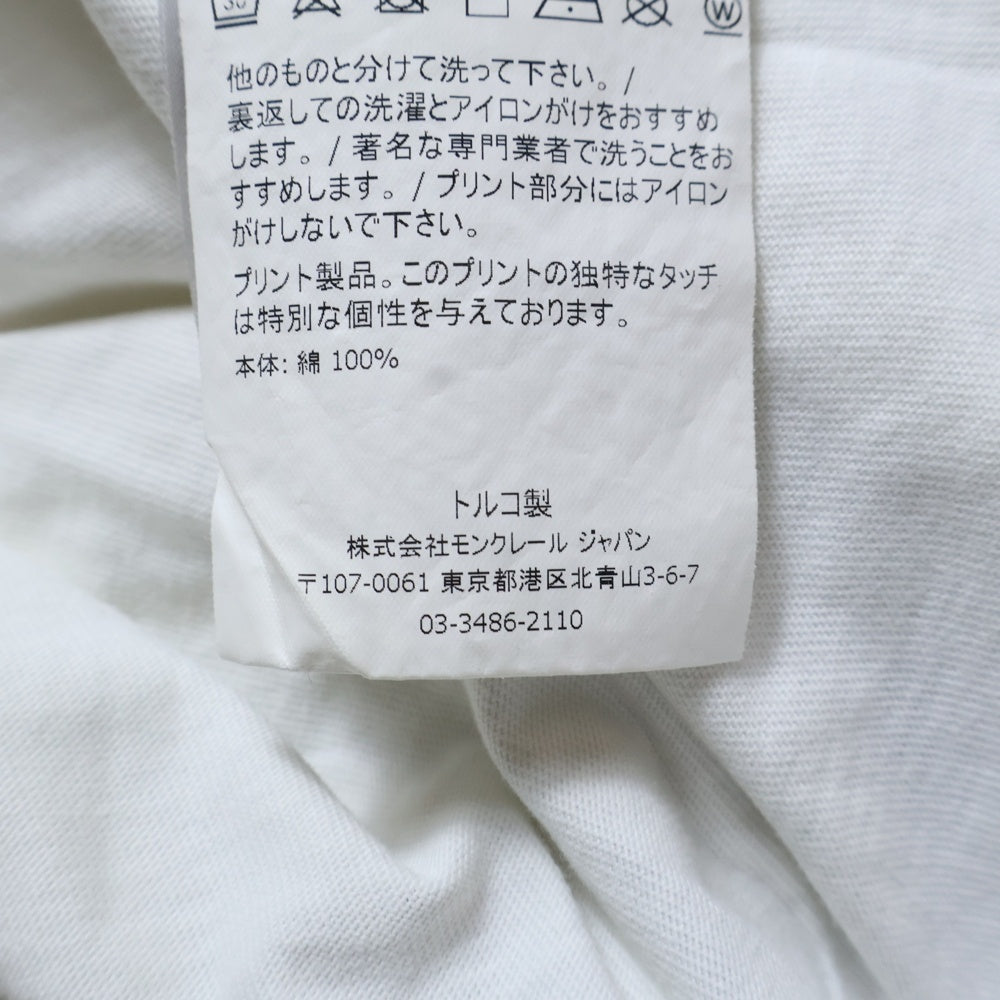 30
W
他のものと分けて洗って下さい。/
裏返しての洗濯とアイロンがけをおすすめ
します。/ 著名な専門業者で洗うことをお
すすめします。/ プリント部分にはアイロン
がけしないで下さい。
プリント製品。このプリントの独特なタッチ
は特別な個性を与えております。
本体: 綿 100%
トルコ製
株式会社モンクレール ジャパン
〒107-0061 東京都港区北青山3-6-7
03-3486-2110